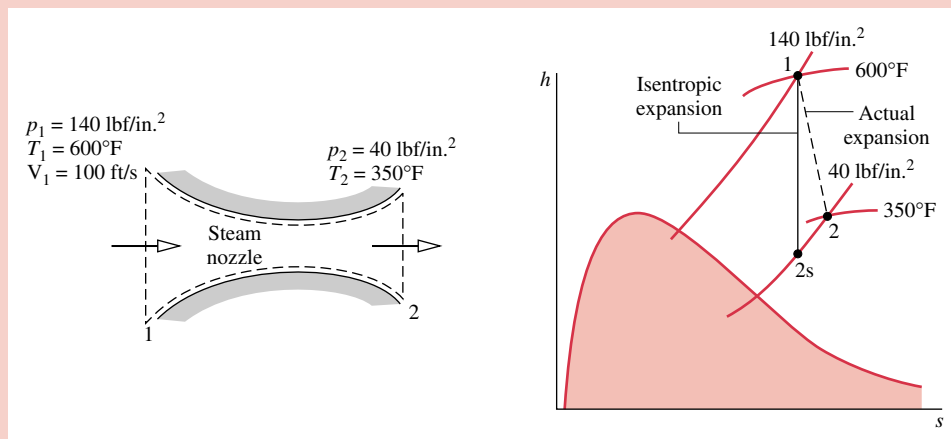 p₁ = 140 lbf/in.²
T₁ = 600°F
V₁ = 100 ft/s
p₂ = 40 lbf/in.²
T₂ = 350°F
Steam
nozzle
1
2
h
140 lbf/in.²
1
600°F
Isentropic
expansion
Actual
expansion
40 lbf/in.²
350°F
2
2s
s